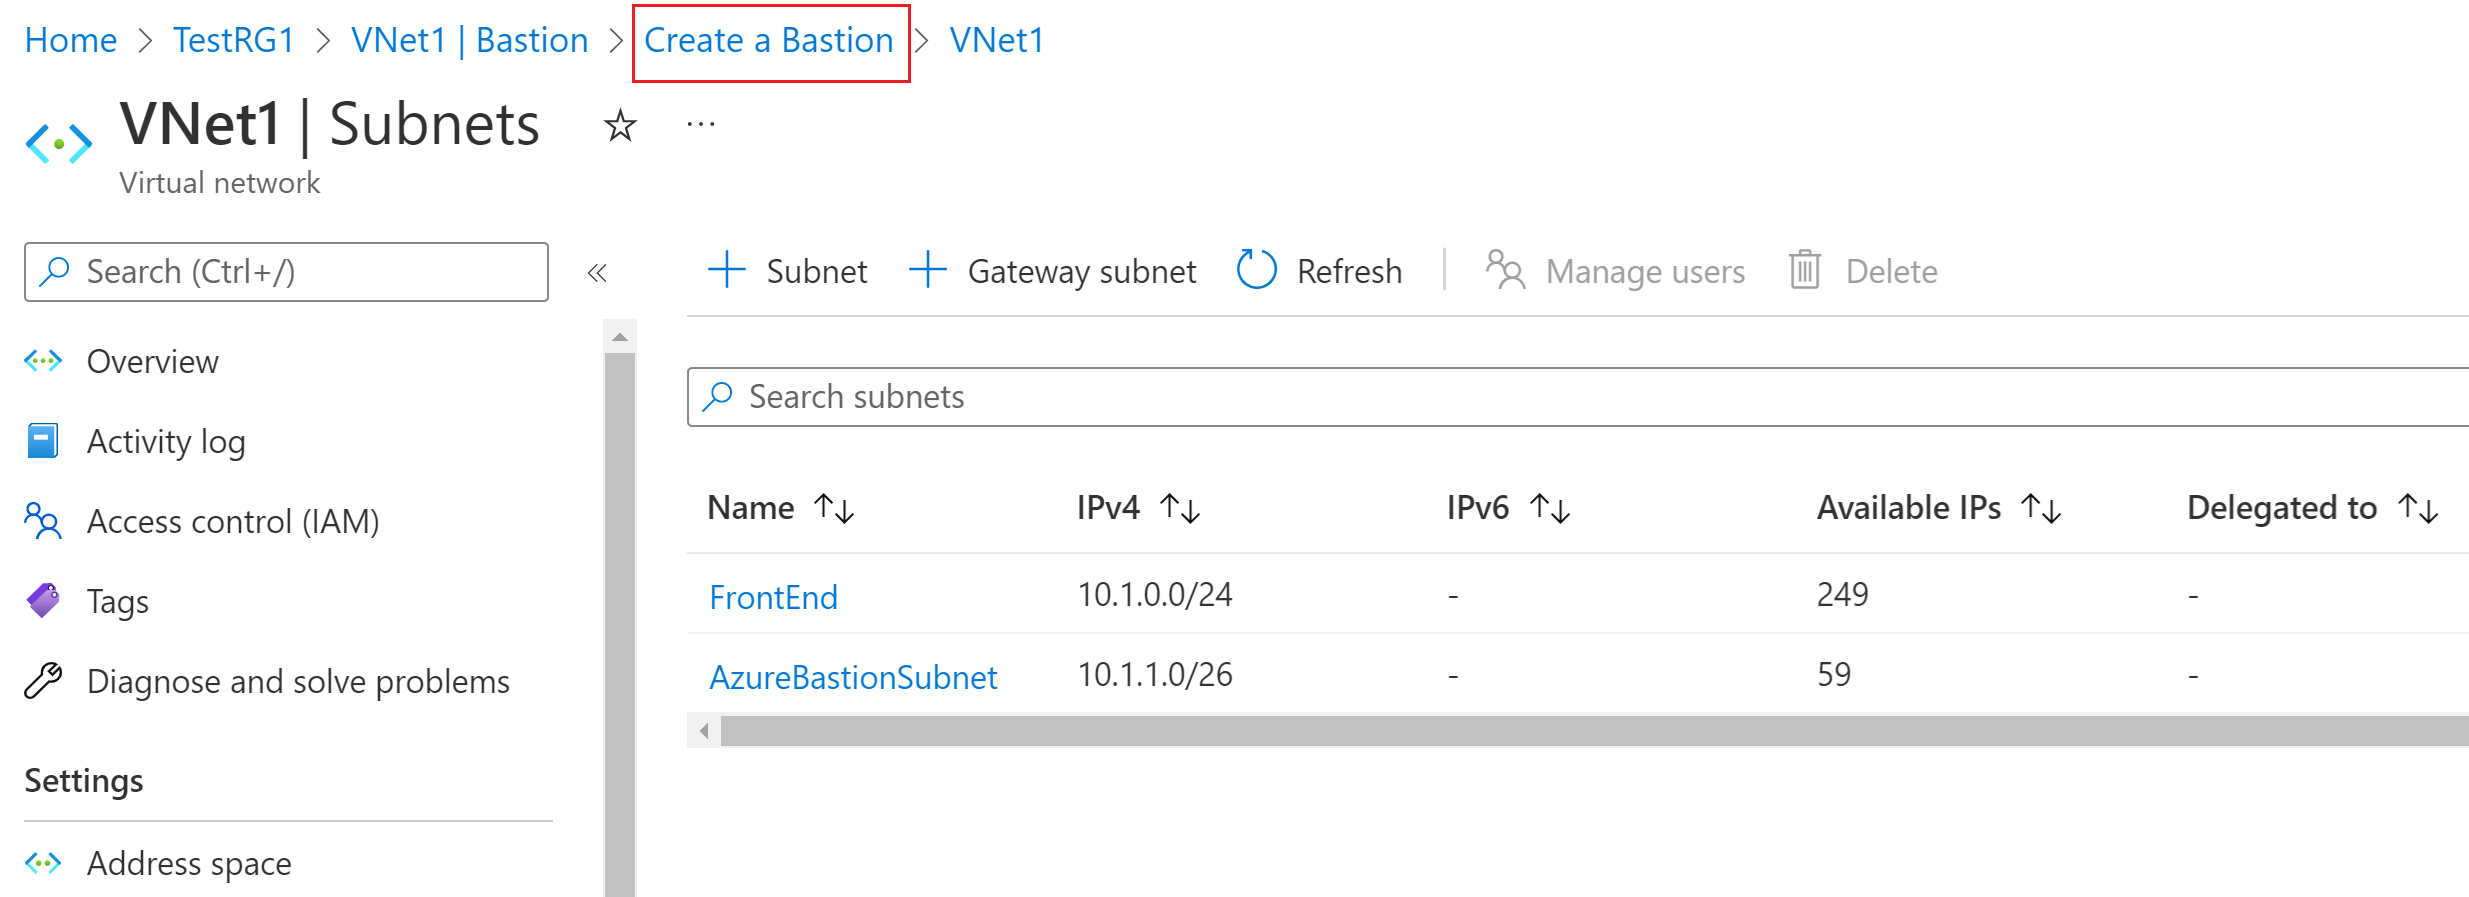 Home > TestRG1 > VNet1 | Bastion > Create a Bastion > VNet1
VNet1 | Subnets ...
Virtual network
Search (Ctrl+/) «
Subnet Gateway subnet Refresh Manage users Delete
Overview
Activity log
Access control (IAM)
Tags
Diagnose and solve problems
Settings
Address space
Search subnets
Name ↑↓ IPv4 ↑↓ IPv6 ↑↓ Available IPs ↑↓ Delegated to ↑↓
FrontEnd 10.1.0.0/24 - 249 -
AzureBastionSubnet 10.1.1.0/26 - 59 -